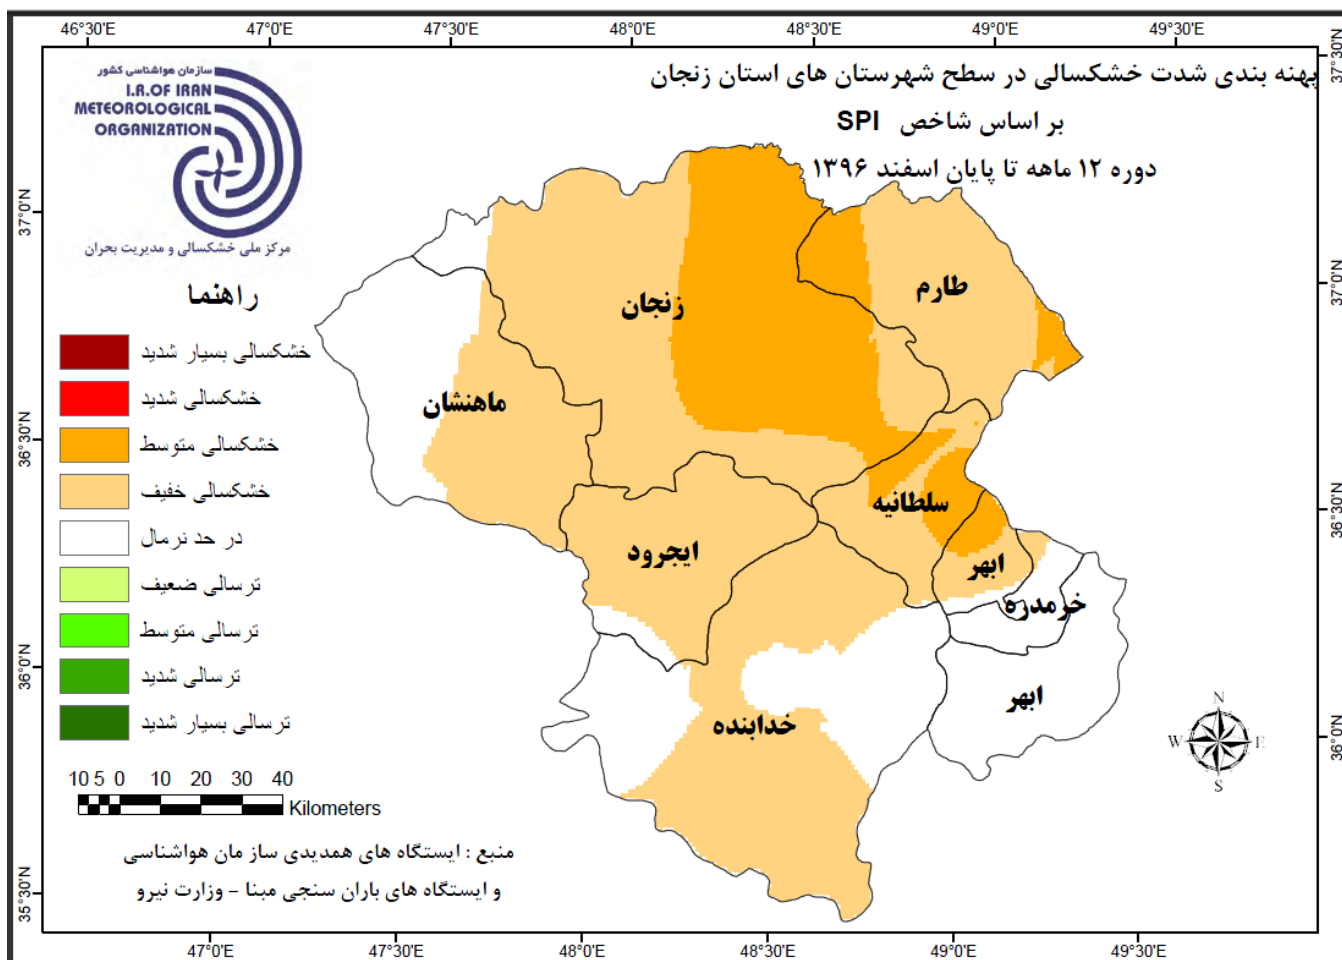 46°30'E 47°0'E 47°30'E 48°0'E 48°30'E 49°0'E 49°30'E
پهنه بندی شدت خشکسالی در سطح شهرستان های استان زنجان
بر اساس شاخص SPI
دوره ۱۲ ماهه تا پایان اسفند ۱۳۹۶
سازمان هواشناسی کشور
I.R.OF IRAN
METEOROLOGICAL
ORGANIZATION
مرکز ملی خشکسالی و مدیریت بحران
راهنما
خشکسالی بسیار شدید
خشکسالی شدید
خشکسالی متوسط
خشکسالی خفیف
در حد نرمال
ترسالی ضعیف
ترسالی متوسط
ترسالی شدید
ترسالی بسیار شدید
طارم
زنجان
ماهنشان
سلطانیه
ایجرود
ابهر
خرمدره
ابهر
خدابنده
N
W E
S
10 5 0 10 20 30 40
Kilometers
منبع : ایستگاه های همدیدی ساز مان هواشناسی
و ایستگاه های باران سنجی مبنا - وزارت نیرو
37°0'N
36°30'N
36°0'N
35°30'N
37°30'N
37°0'N
36°30'N
36°0'N
47°0'E 47°30'E 48°0'E 48°30'E 49°0'E 49°30'E